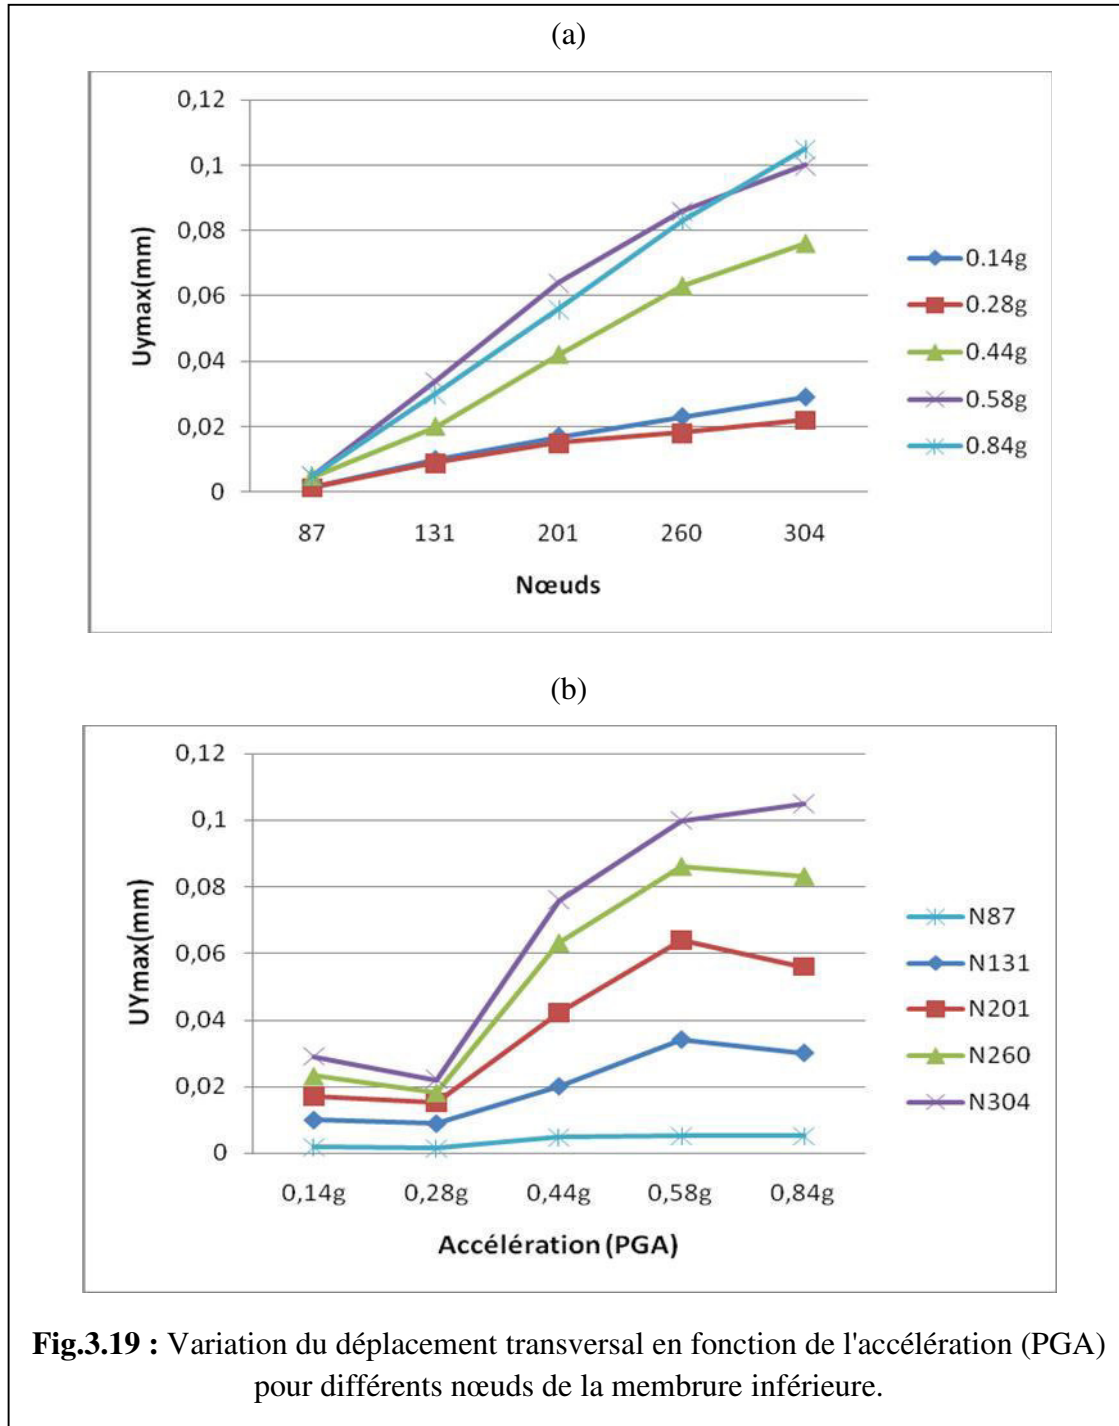 (a)
0,12
0,1
0,08
0,06
0,04
0,02
0
Uymax(mm)
87 131 201 260 304
Nœuds
0.14g
0.28g
0.44g
0.58g
0.84g
(b)
0,12
0,1
0,08
0,06
0,04
0,02
0
UYmax(mm)
0,14g 0,28g 0,44g 0,58g 0,84g
Accélération (PGA)
N87
N131
N201
N260
N304
Fig.3.19 : Variation du déplacement transversal en fonction de l'accélération (PGA)
pour différents nœuds de la membrure inférieure.